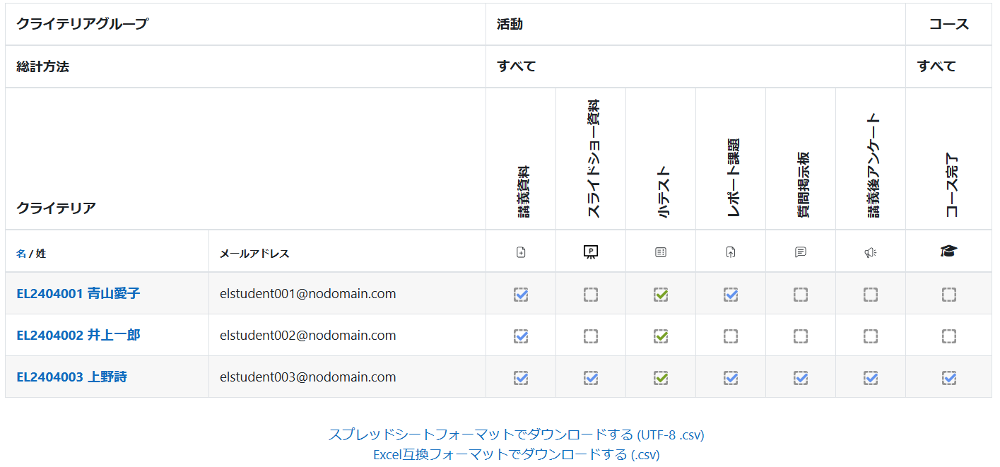 クライテリアグループ 活動 コース
総計方法 すべて すべて
クライテリア 講義資料 スライドショー資料 小テスト レポート課題 質問掲示板 講義後アンケート コース完了
名 / 姓 メールアドレス P
EL2404001 青山愛子 elstudent001@nodomain.com
EL2404002 井上一郎 elstudent002@nodomain.com
EL2404003 上野詩 elstudent003@nodomain.com
スプレッドシートフォーマットでダウンロードする (UTF-8 .csv)
Excel互換フォーマットでダウンロードする (.csv)